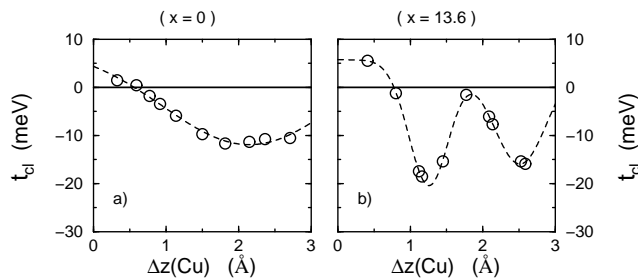 ( x = 0 )
( x = 13.6 )
10
0
−10
−20
−30
t_cl (meV)
a)
0 1 2 3
Δz(Cu) (Å)
b)
0 1 2 3
Δz(Cu) (Å)
10
0
−10
−20
−30
t_cl (meV)